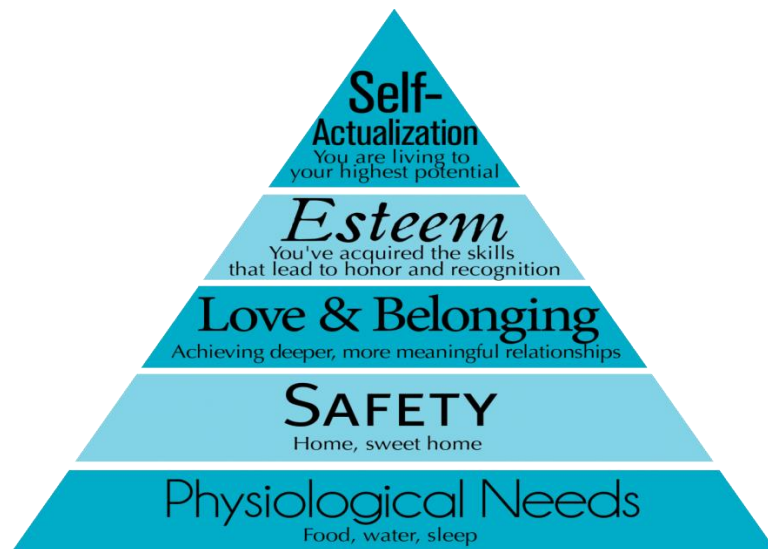 Self-
Actualization
You are living to
your highest potential
Esteem
You've acquired the skills
that lead to honor and recognition
Love & Belonging
Achieving deeper, more meaningful relationships
SAFETY
Home, sweet home
Physiological Needs
Food, water, sleep